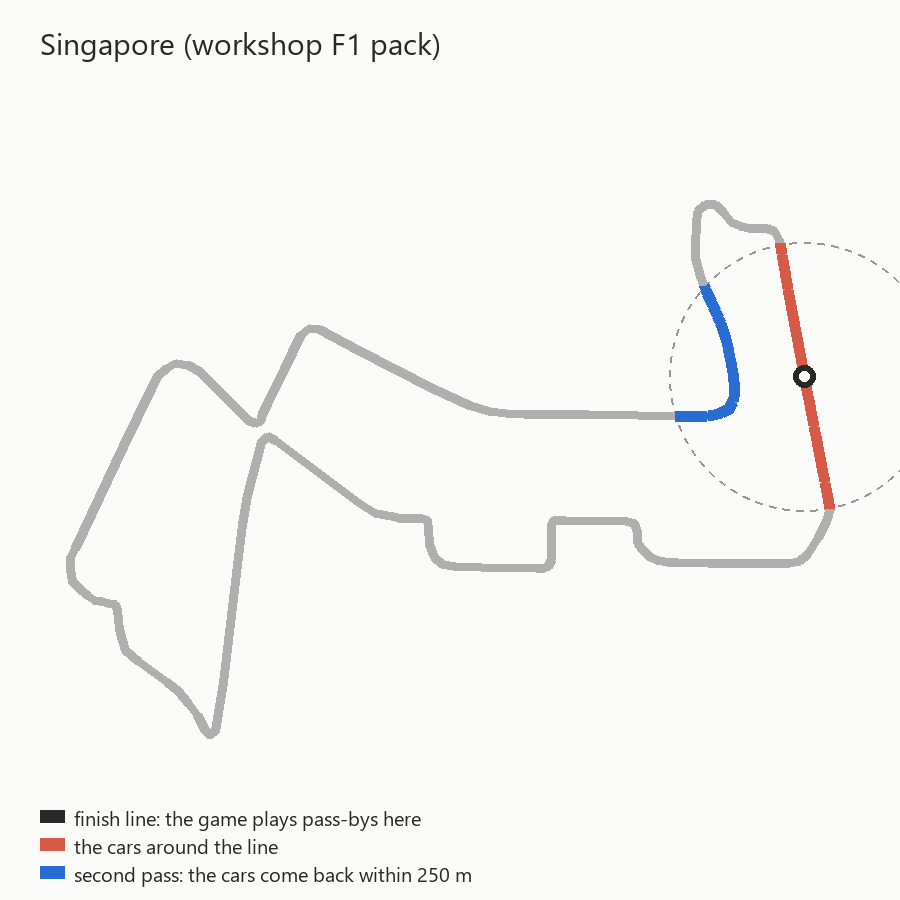 Singapore (workshop F1 pack)
finish line: the game plays pass-bys here
the cars around the line
second pass: the cars come back within 250 m